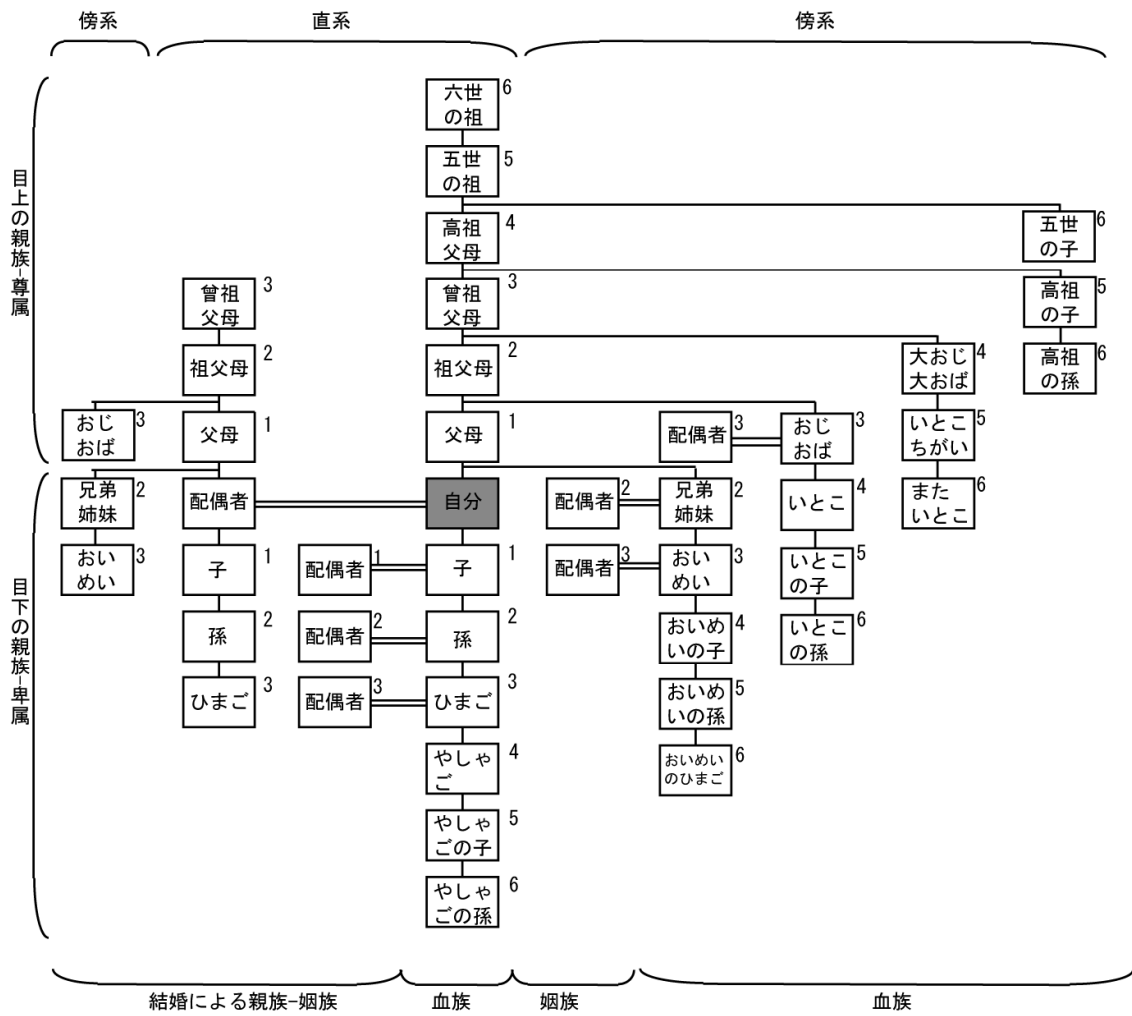 傍系
直系
傍系
目上の親族-尊属
目下の親族-卑属
六世
の祖
6
五世
の祖
5
高祖
父母
4
五世
の子
6
曾祖
父母
3
曾祖
父母
3
高祖
の子
5
祖父母
2
祖父母
2
大おじ
大おば
4
高祖
の孫
6
おじ
おば
3
父母
1
父母
1
配偶者
3
おじ
おば
3
いとこ
ちがい
5
兄弟
姉妹
2
配偶者
自分
配偶者
2
兄弟
姉妹
2
いとこ
4
また
いとこ
6
おい
めい
3
子
1
配偶者
1
子
1
配偶者
3
おい
めい
3
いとこ
の子
5
孫
2
配偶者
2
孫
2
おいめ
いの子
4
いとこ
の孫
6
ひまご
3
配偶者
3
ひまご
3
おいめ
いの孫
5
やしゃ
ご
4
おいめい
のひまご
6
やしゃ
ごの子
5
やしゃ
ごの孫
6
結婚による親族-姻族
血族
姻族
血族